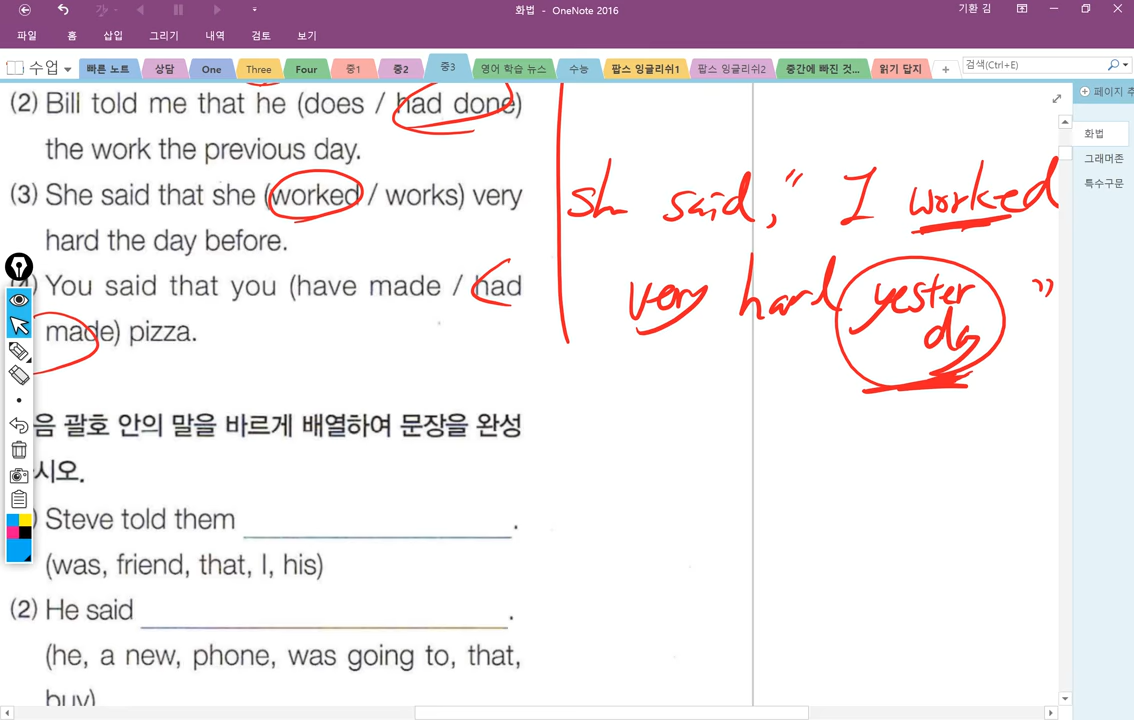 화법 - OneNote 2016
기환 김
파일 홈 삽입 그리기 내역 검토 보기
수업 빠른 노트 상담 One Three Four 중1 중2 중3 영어 학습 뉴스 수능 팝스 잉글리쉬1 팝스 잉글리쉬2 중간에 빠진 것... 읽기 답지 검색(Ctrl+E)
페이지 추
화법
그래머존
특수구문
(2) Bill told me that he (does / had done)
the work the previous day.
(3) She said that she (worked / works) very
hard the day before.
You said that you (have made / had
made) pizza.
음 괄호 안의 말을 바르게 배열하여 문장을 완성
시오.
Steve told them .
(was, friend, that, I, his)
(2) He said .
(he, a new, phone, was going to, that,
buy)
sh said, " I worked
very hard yester "
day